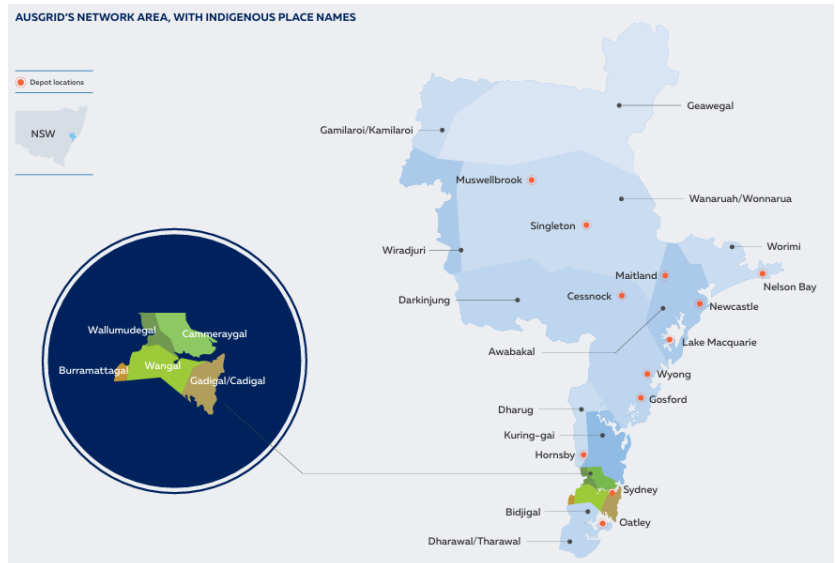 AUSGRID'S NETWORK AREA, WITH INDIGENOUS PLACE NAMES
Depot locations
NSW
Geawegal
Gamilaroi/Kamilaroi
Muswellbrook
Wanaruah/Wonnarua
Singleton
Wiradjuri
Worimi
Maitland
Nelson Bay
Darkinjung
Cessnock
Newcastle
Awabakal
Lake Macquarie
Wyong
Gosford
Dharug
Kuring-gai
Hornsby
Sydney
Bidjigal
Oatley
Dharawal/Tharawal
Wallumudegal
Cammeraygal
Burramattagal
Wangal
Gadigal/Cadigal